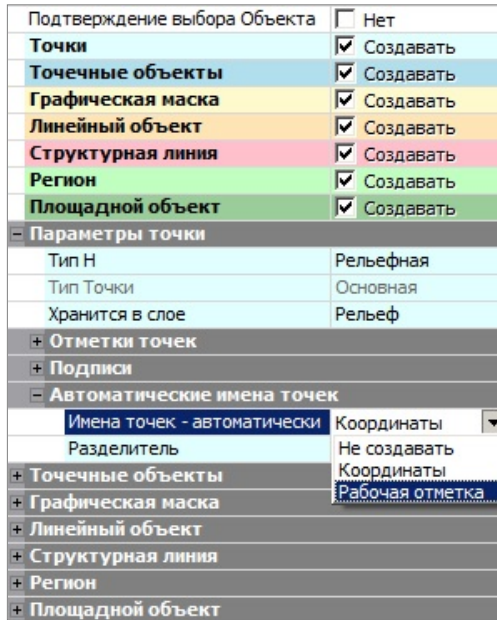 Подтверждение выбора Объекта Нет
Точки Создавать
Точечные объекты Создавать
Графическая маска Создавать
Линейный объект Создавать
Структурная линия Создавать
Регион Создавать
Площадной объект Создавать
Параметры точки
Тип Н Рельефная
Тип Точки Основная
Хранится в слое Рельеф
Отметки точек
Подписи
Автоматические имена точек
Имена точек - автоматически Координаты
Разделитель Не создавать
Точечные объекты Координаты
Графическая маска Рабочая отметка
Линейный объект
Структурная линия
Регион
Площадной объект